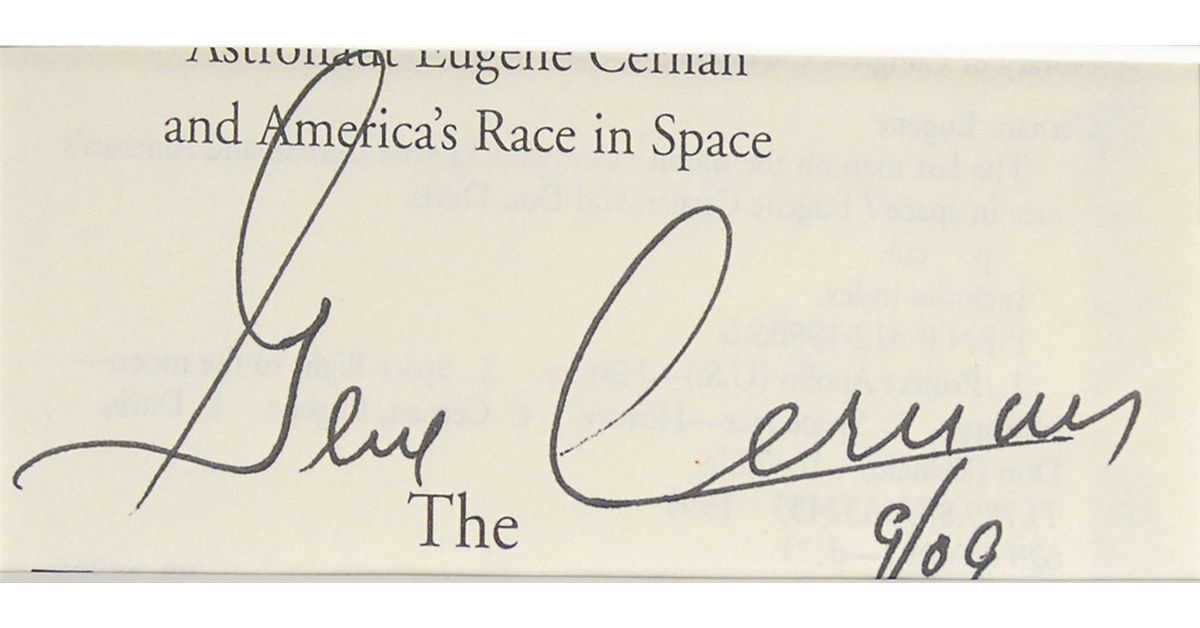 Astronaut Eugene Cernan
and America's Race in Space
Gene Cernan
The
9/09